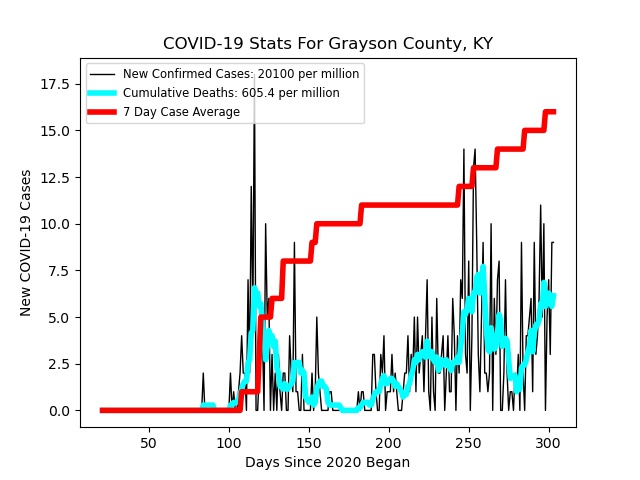 COVID-19 Stats For Grayson County, KY
New Confirmed Cases: 20100 per million
Cumulative Deaths: 605.4 per million
7 Day Case Average
New COVID-19 Cases
17.5
15.0
12.5
10.0
7.5
5.0
2.5
0.0
50 100 150 200 250 300
Days Since 2020 Began